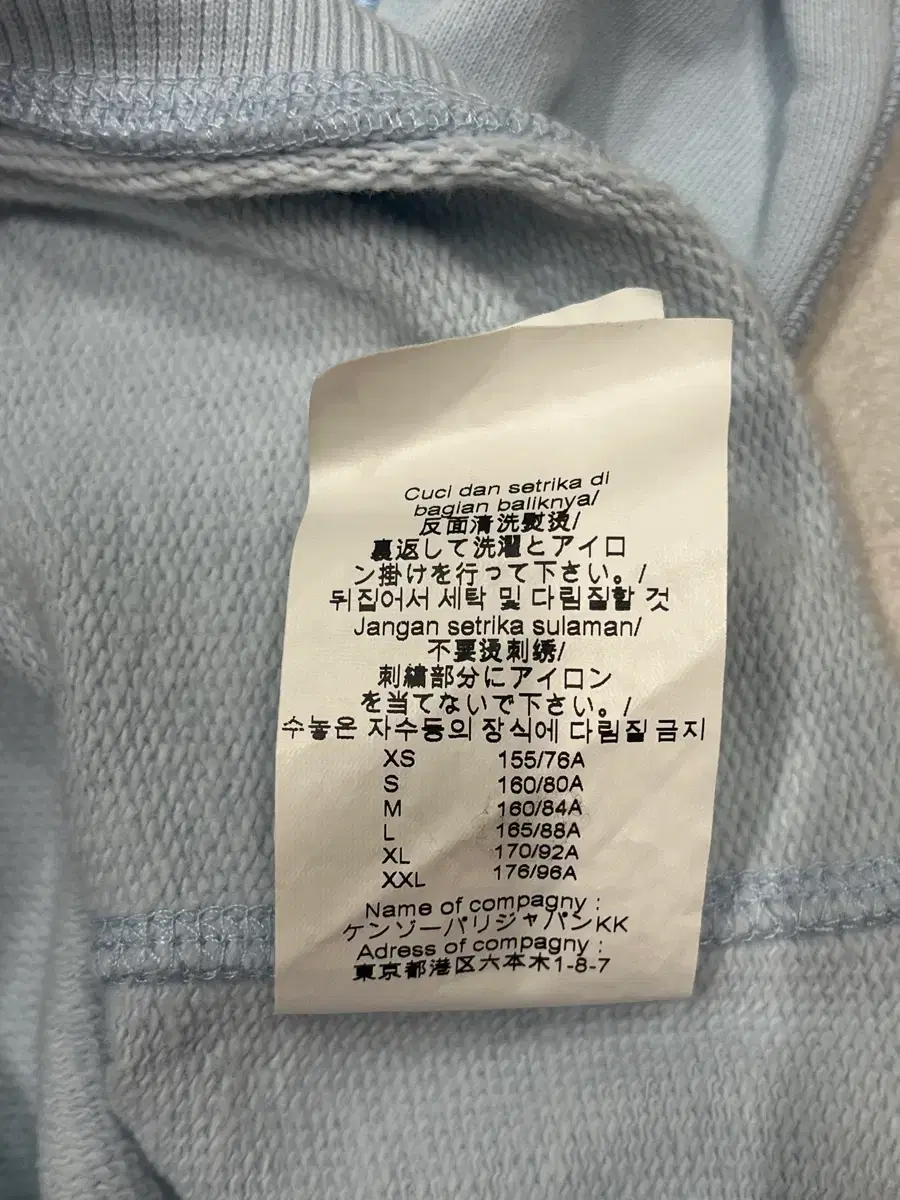 Cuci dan setrika di
bagian baliknya/
反面清洗熨烫/
裏返して洗濯とアイロ
ン掛けを行って下さい。/
뒤집어서 세탁 및 다림질할 것
Jangan setrika sulaman/
不要烫刺绣/
刺繍部分にアイロン
を当てないで下さい。/
수놓은 자수등의 장식에 다림질 금지
XS 155/76A
S 160/80A
M 160/84A
L 165/88A
XL 170/92A
XXL 176/96A
Name of compagny :
ケンゾーパリジャパンKK
Adress of compagny :
東京都港区六本木1-8-7